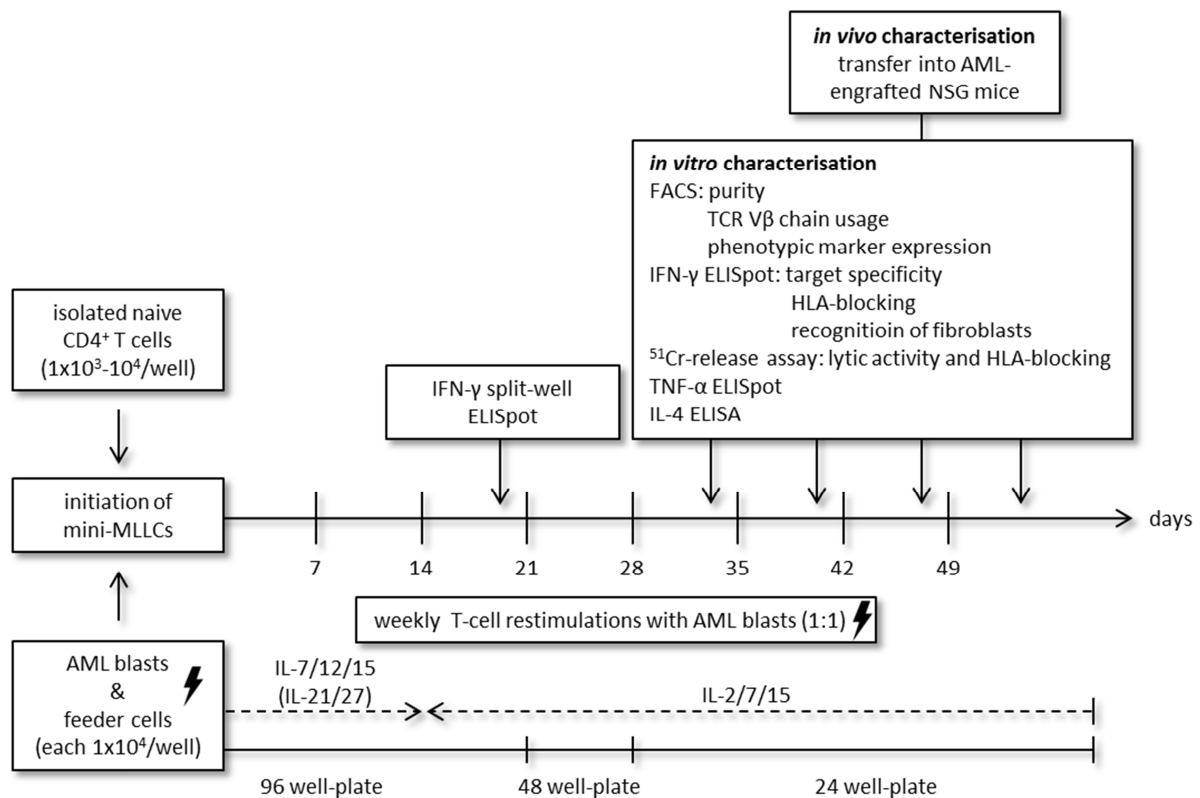 in vivo characterisation
transfer into AML-
engrafted NSG mice
in vitro characterisation
FACS: purity
TCR Vβ chain usage
phenotypic marker expression
IFN-γ ELISpot: target specificity
HLA-blocking
recognitioin of fibroblasts
⁵¹Cr-release assay: lytic activity and HLA-blocking
TNF-α ELISpot
IL-4 ELISA
isolated naive
CD4⁺ T cells
(1x10³-10⁴/well)
IFN-γ split-well
ELISpot
initiation of
mini-MLLCs
days
7 14 21 28 35 42 49
weekly T-cell restimulations with AML blasts (1:1)
AML blasts
&
feeder cells
(each 1x10⁴/well)
IL-7/12/15
(IL-21/27)
IL-2/7/15
96 well-plate 48 well-plate 24 well-plate